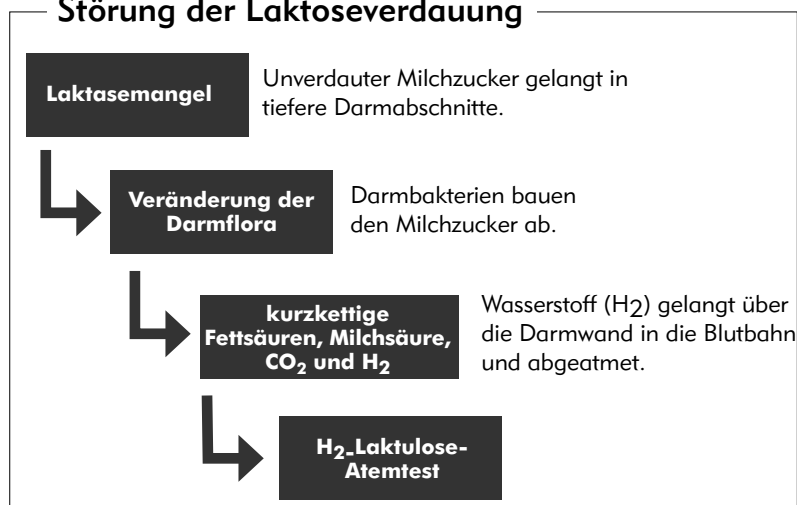 Störung der Laktoseverdauung
Laktasemangel
Unverdauter Milchzucker gelangt in
tiefere Darmabschnitte.
Veränderung der
Darmflora
Darmbakterien bauen
den Milchzucker ab.
kurzkettige
Fettsäuren, Milchsäure,
CO₂ und H₂
Wasserstoff (H2) gelangt über
die Darmwand in die Blutbahn
und abgeatmet.
H₂-Laktulose-
Atemtest